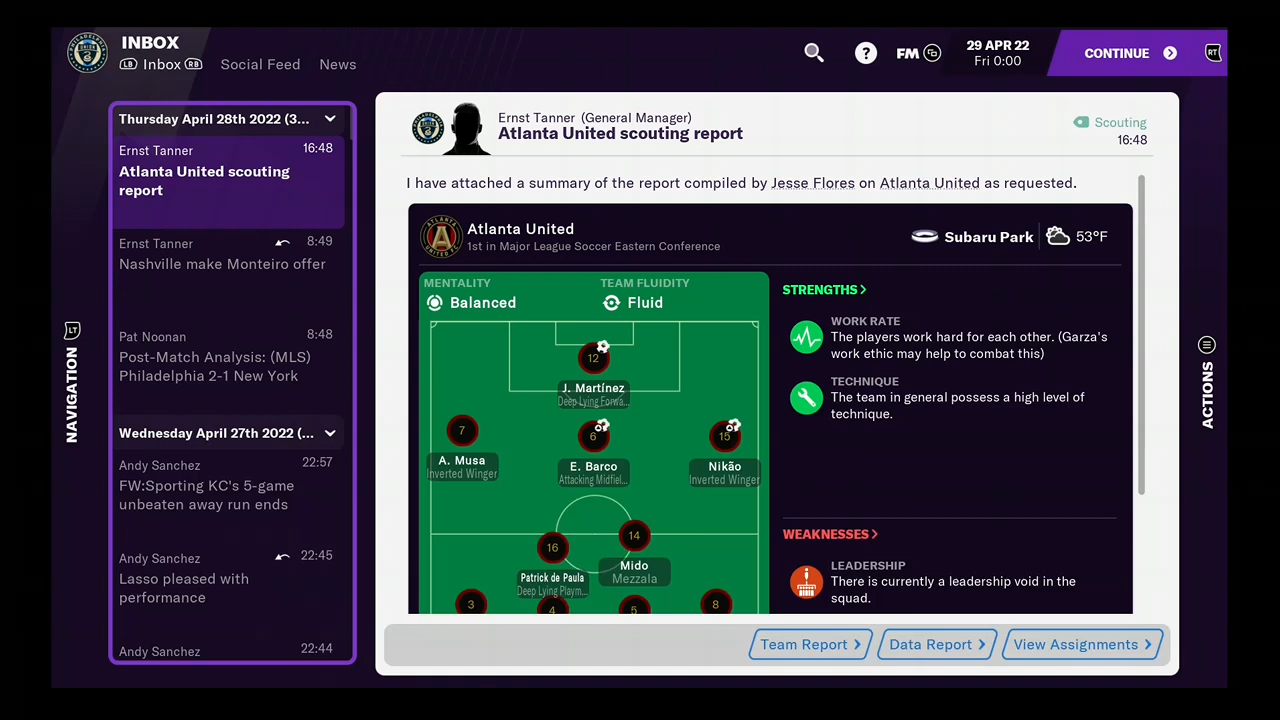 INBOX
LB Inbox RB
Social Feed
News
FM
29 APR 22
Fri 0:00
CONTINUE
RT
LT
NAVIGATION
Thursday April 28th 2022 (3...
Ernst Tanner 16:48
Atlanta United scouting
report
Ernst Tanner 8:49
Nashville make Monteiro offer
Pat Noonan 8:48
Post-Match Analysis: (MLS)
Philadelphia 2-1 New York
Wednesday April 27th 2022 (...
Andy Sanchez 22:57
FW:Sporting KC's 5-game
unbeaten away run ends
Andy Sanchez 22:45
Lasso pleased with
performance
Andy Sanchez 22:44
Ernst Tanner (General Manager)
Atlanta United scouting report
Scouting
16:48
I have attached a summary of the report compiled by Jesse Flores on Atlanta United as requested.
Atlanta United
1st in Major League Soccer Eastern Conference
Subaru Park
53°F
MENTALITY
Balanced
TEAM FLUIDITY
Fluid
12
J. Martínez
Deep Lying Forwa...
7
A. Musa
Inverted Winger
6
E. Barco
Attacking Midfiel...
15
Nikão
Inverted Winger
16
Patrick de Paula
Deep Lying Playm...
14
Mido
Mezzala
3
4
5
8
STRENGTHS
WORK RATE
The players work hard for each other. (Garza's
work ethic may help to combat this)
TECHNIQUE
The team in general possess a high level of
technique.
WEAKNESSES
LEADERSHIP
There is currently a leadership void in the
squad.
Team Report
Data Report
View Assignments
ACTIONS